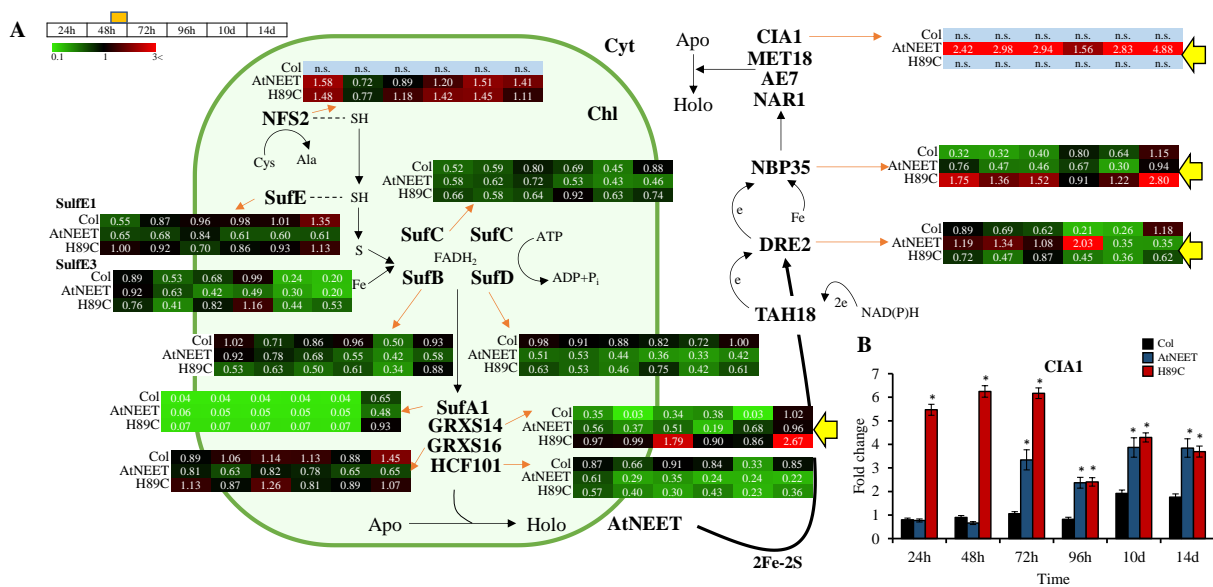 A
24h 48h 72h 96h 10d 14d
0.1 1 3<
Cyt
Chl
Col n.s. n.s. n.s. n.s. n.s. n.s.
AtNEET 1.58 0.72 0.89 1.20 1.51 1.41
H89C 1.48 0.77 1.18 1.42 1.45 1.11
NFS2 SH
Cys Ala
Col 0.52 0.59 0.80 0.69 0.45 0.88
AtNEET 0.58 0.62 0.72 0.53 0.43 0.46
H89C 0.66 0.58 0.64 0.92 0.63 0.74
SufE SH
SulfE1
Col 0.55 0.87 0.96 0.98 1.01 1.35
AtNEET 0.65 0.68 0.84 0.61 0.60 0.61
H89C 1.00 0.92 0.70 0.86 0.93 1.13
S
SulfE3
Col 0.89 0.53 0.68 0.99 0.24 0.20
AtNEET 0.92 0.63 0.42 0.49 0.30 0.20
H89C 0.76 0.41 0.82 1.16 0.44 0.53
Fe
SufC SufC
FADH2
SufB SufD
ATP
ADP+Pi
Col 1.02 0.71 0.86 0.96 0.50 0.93
AtNEET 0.92 0.78 0.68 0.55 0.42 0.58
H89C 0.53 0.63 0.50 0.61 0.34 0.88
Col 0.98 0.91 0.88 0.82 0.72 1.00
AtNEET 0.51 0.53 0.44 0.36 0.33 0.42
H89C 0.63 0.53 0.46 0.75 0.42 0.61
Col 0.04 0.04 0.04 0.04 0.04 0.65
AtNEET 0.06 0.05 0.05 0.05 0.05 0.48
H89C 0.07 0.07 0.07 0.07 0.07 0.93
SufA1
GRXS14
GRXS16
HCF101
Col 0.35 0.03 0.34 0.38 0.03 1.02
AtNEET 0.56 0.37 0.51 0.19 0.68 0.96
H89C 0.97 0.99 1.79 0.90 0.86 2.67
Col 0.89 1.06 1.14 1.13 0.88 1.45
AtNEET 0.81 0.63 0.82 0.78 0.65 0.65
H89C 1.13 0.87 1.26 0.81 0.89 1.07
Col 0.87 0.66 0.91 0.84 0.33 0.85
AtNEET 0.61 0.29 0.35 0.24 0.24 0.22
H89C 0.57 0.40 0.30 0.43 0.23 0.36
Apo Holo
AtNEET
2Fe-2S
Apo
Holo
CIA1
MET18
AE7
NAR1
Col n.s. n.s. n.s. n.s. n.s. n.s.
AtNEET 2.42 2.98 2.94 1.56 2.83 4.88
H89C n.s. n.s. n.s. n.s. n.s. n.s.
NBP35
Col 0.32 0.32 0.40 0.80 0.64 1.15
AtNEET 0.76 0.47 0.46 0.67 0.30 0.94
H89C 1.75 1.36 1.52 0.91 1.22 2.80
e Fe
DRE2
Col 0.89 0.69 0.62 0.21 0.26 1.18
AtNEET 1.19 1.34 1.08 2.03 0.35 0.35
H89C 0.72 0.47 0.87 0.45 0.36 0.62
e
TAH18 2e NAD(P)H
B
CIA1
Col
AtNEET
H89C
Fold change
7
6
5
4
3
2
1
0
* * * * * * * * * *
24h 48h 72h 96h 10d 14d
Time